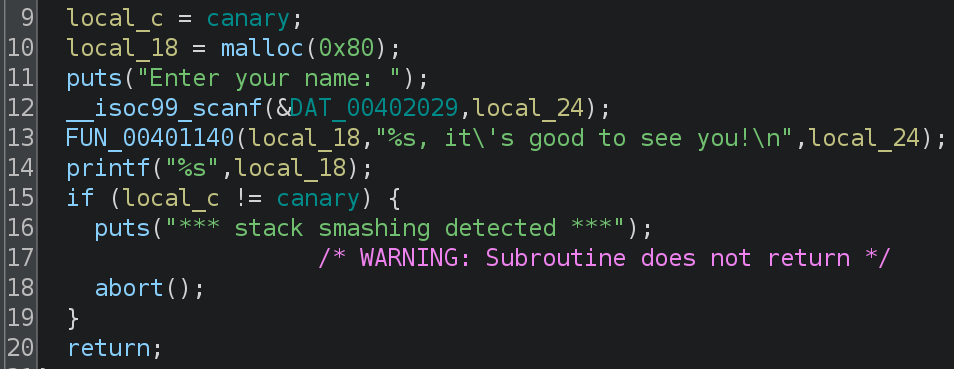 9 local_c = canary;
10 local_18 = malloc(0x80);
11 puts("Enter your name: ");
12 __isoc99_scanf(&DAT_00402029,local_24);
13 FUN_00401140(local_18,"%s, it\'s good to see you!\n",local_24);
14 printf("%s",local_18);
15 if (local_c != canary) {
16 puts("*** stack smashing detected ***");
17 /* WARNING: Subroutine does not return */
18 abort();
19 }
20 return;